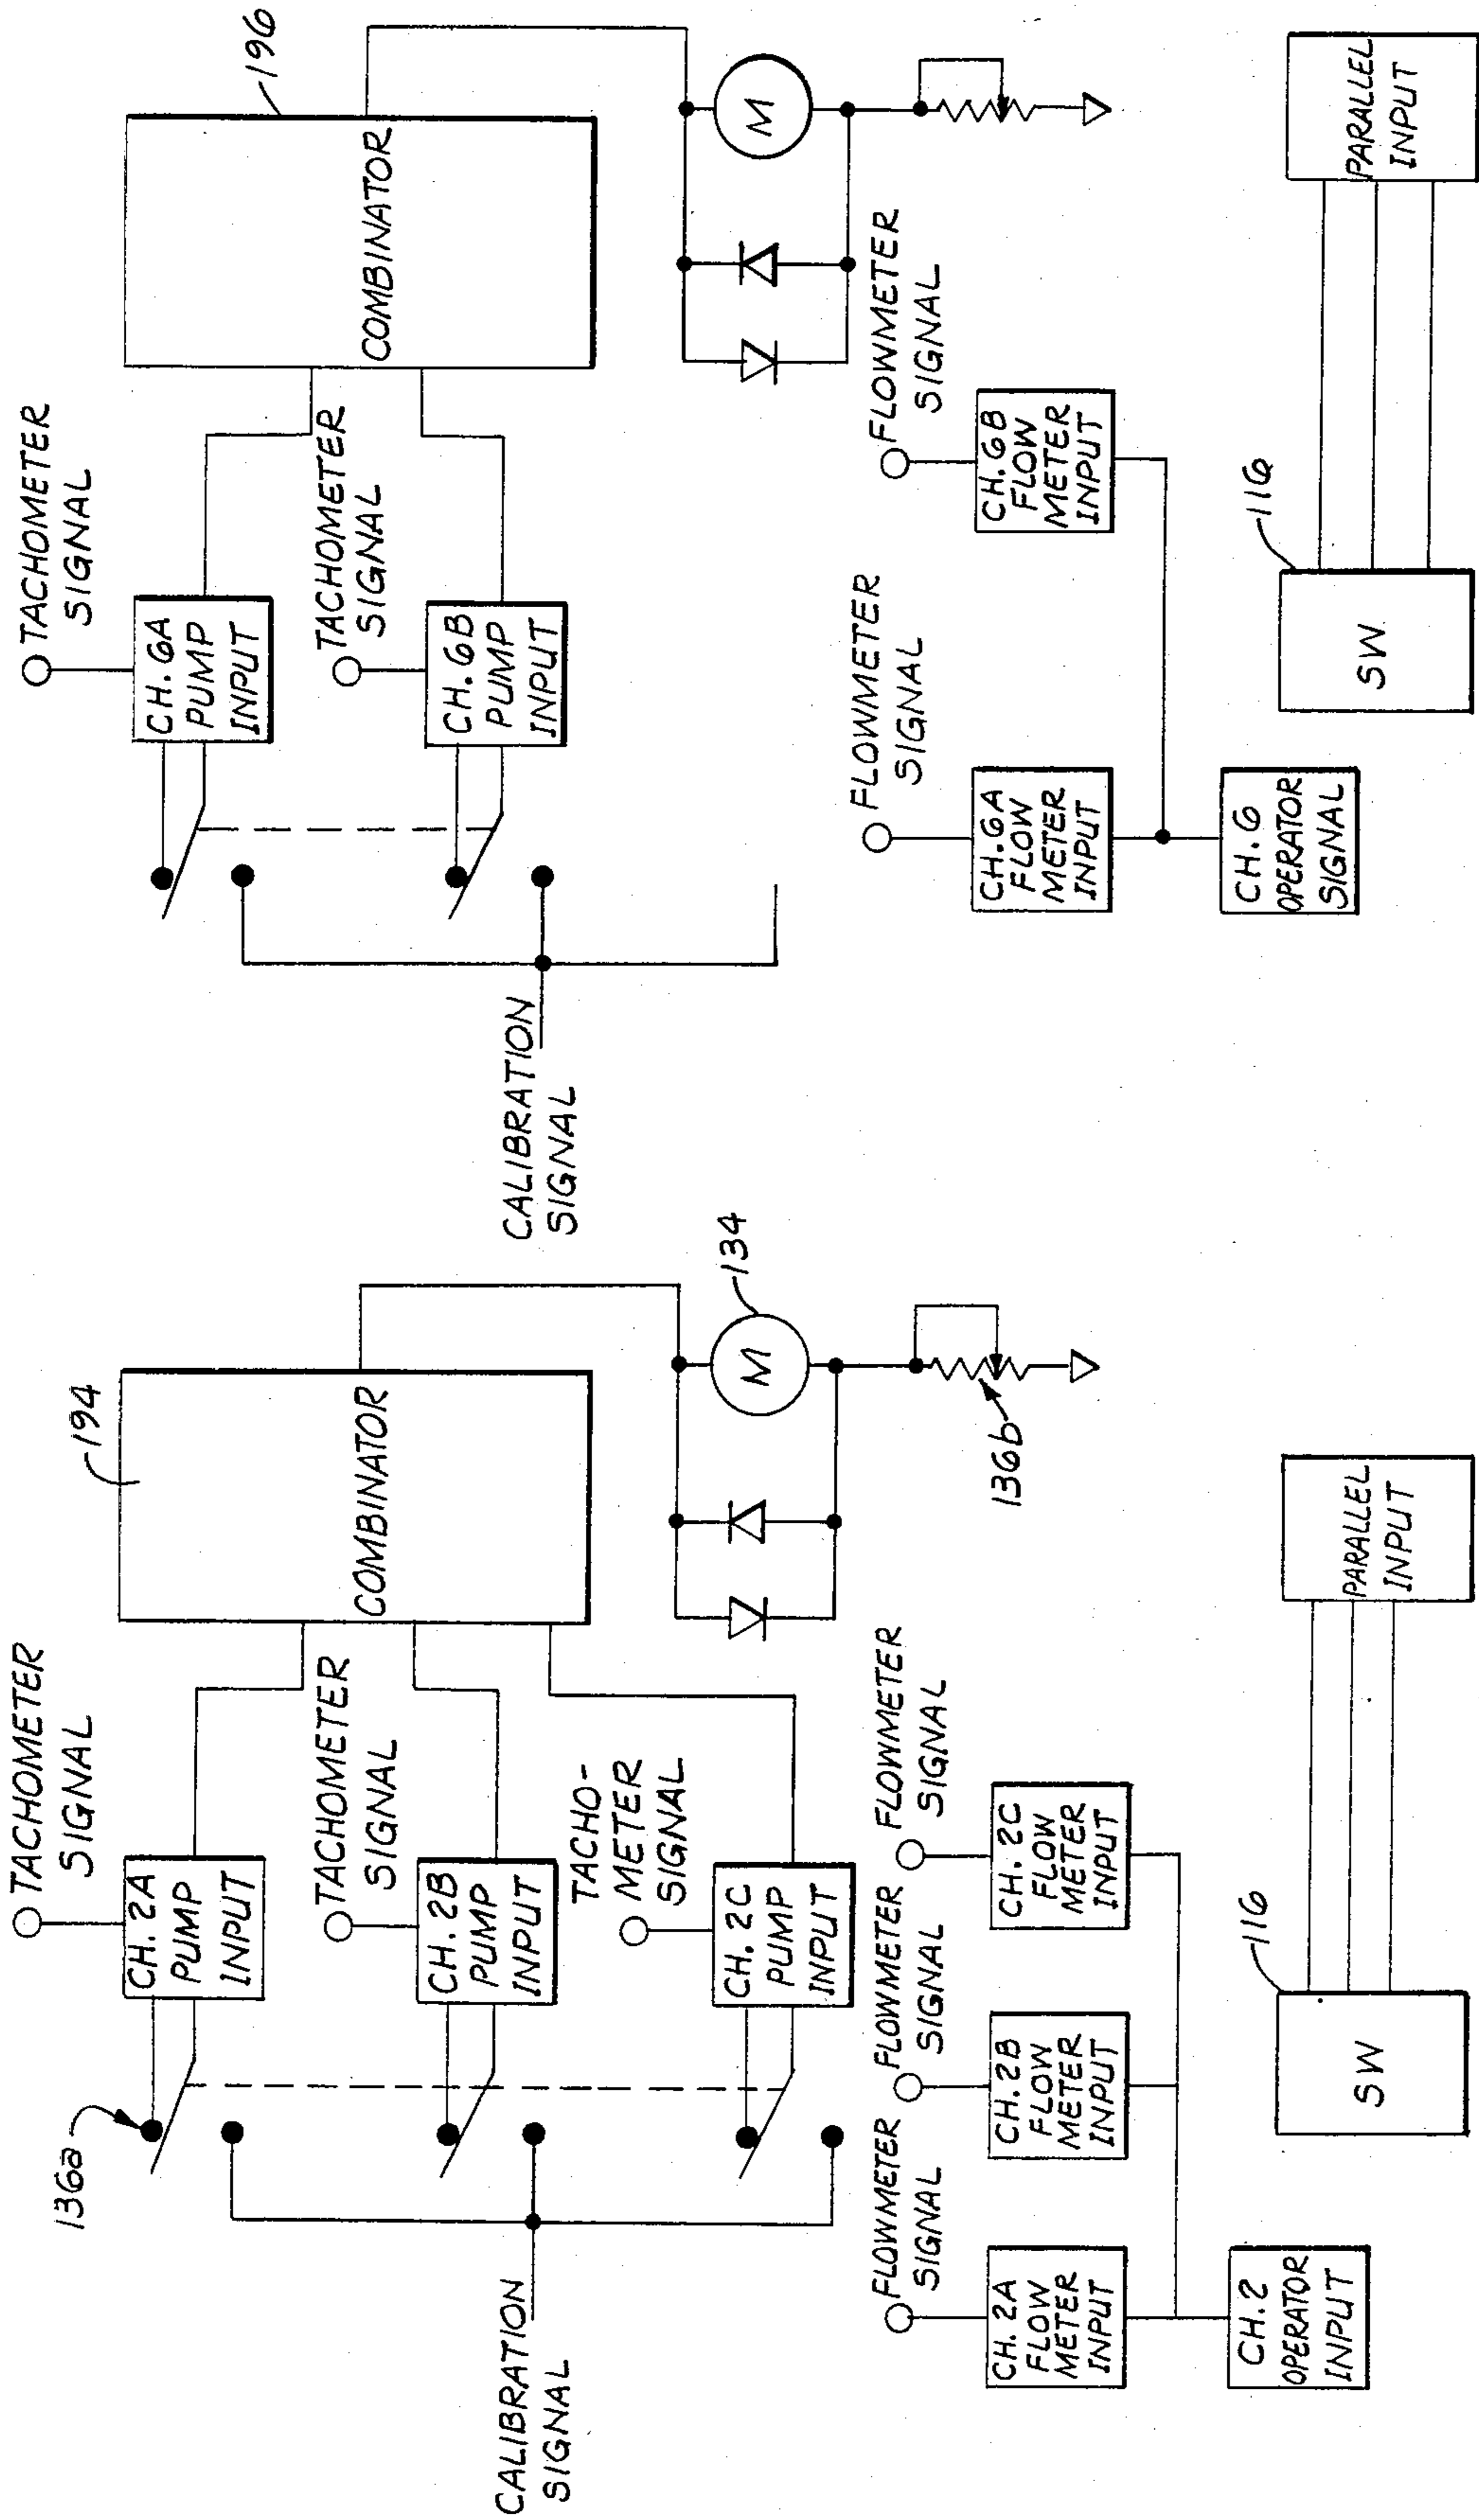 TACHOMETER
SIGNAL
194
136a
CH. 2A
PUMP
INPUT
TACHOMETER
SIGNAL
COMBINATOR
CH. 2B
PUMP
INPUT
CALIBRATION
SIGNAL
TACHO-
METER
SIGNAL
CH. 2C
PUMP
INPUT
M
134
136b
FLOWMETER
SIGNAL
FLOWMETER
SIGNAL
FLOWMETER
SIGNAL
CH. 2A
FLOW
METER
INPUT
CH. 2B
FLOW
METER
INPUT
CH. 2C
FLOW
METER
INPUT
CH. 2
OPERATOR
INPUT
116
SW
PARALLEL
INPUT
TACHOMETER
SIGNAL
196
CH. 6A
PUMP
INPUT
TACHOMETER
SIGNAL
COMBINATOR
CH. 6B
PUMP
INPUT
CALIBRATION
SIGNAL
M
FLOWMETER
SIGNAL
FLOWMETER
SIGNAL
CH. 6A
FLOW
METER
INPUT
CH. 6B
FLOW
METER
INPUT
CH. 6
OPERATOR
SIGNAL
116
SW
PARALLEL
INPUT